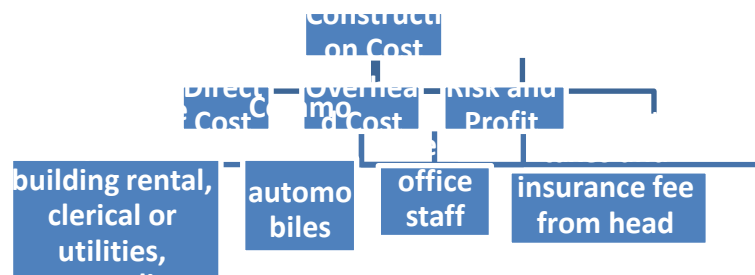 Constructi
on Cost
Direct
Cost
Overhea
d Cost
Risk and
Profit
Commo
building rental,
clerical or
utilities,
automo
biles
office
staff
insurance fee
from head